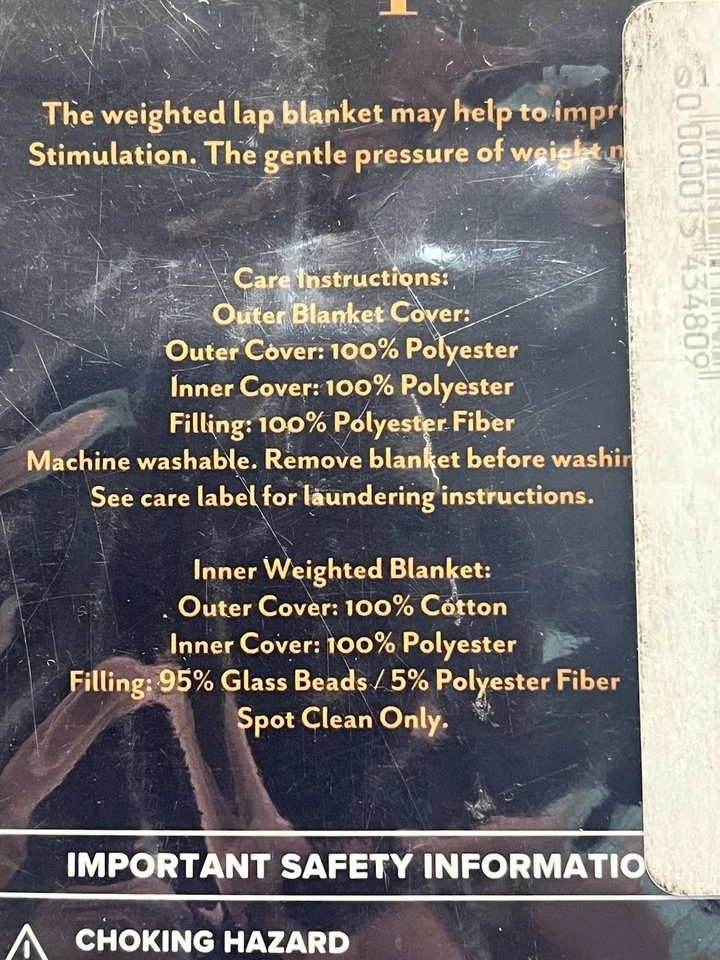 The weighted lap blanket may help to
Stimulation. The gentle pressure of weight
Care Instructions:
Outer Blanket Cover:
Outer Cover: 100% Polyester
Inner Cover: 100% Polyester
Filling: 100% Polyester Fiber
Machine washable. Remove blanket before washin
See care label for laundering instructions.
Inner Weighted Blanket:
Outer Cover: 100% Cotton
Inner Cover: 100% Polyester
Filling: 95% Glass Beads / 5% Polyester Fiber
Spot Clean Only.
IMPORTANT SAFETY INFORMATIO
CHOKING HAZARD